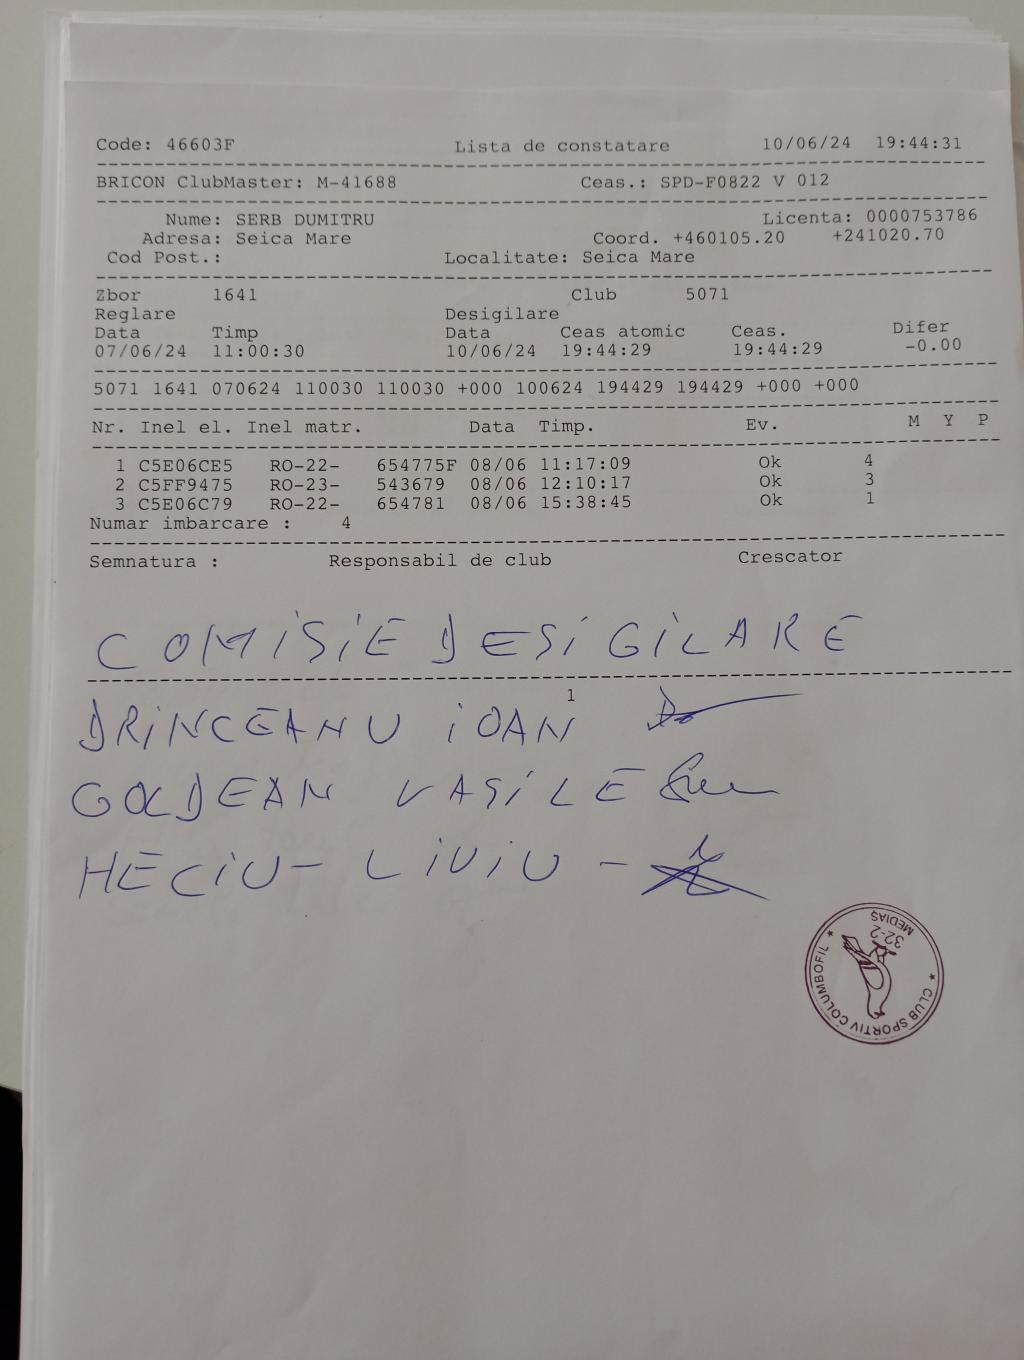 Code: 46603F Lista de constatare 10/06/24 19:44:31
BRICON ClubMaster: M-41688 Ceas.: SPD-F0822 V 012
Nume: SERB DUMITRU Licenta: 0000753786
Adresa: Seica Mare Coord. +460105.20 +241020.70
Cod Post.: Localitate: Seica Mare
Zbor 1641 Club 5071
Reglare Desigilare
Data Timp Data Ceas atomic Ceas. Difer
07/06/24 11:00:30 10/06/24 19:44:29 19:44:29 -0.00
5071 1641 070624 110030 110030 +000 100624 194429 194429 +000 +000
Nr. Inel el. Inel matr. Data Timp. Ev. M Y P
1 C5E06CE5 RO-22- 654775F 08/06 11:17:09 Ok 4
2 C5FF9475 RO-23- 543679 08/06 12:10:17 Ok 3
3 C5E06C79 RO-22- 654781 08/06 15:38:45 Ok 1
Numar imbarcare : 4
Semnatura : Responsabil de club Crescator
COMISIE DESIGILARE
1
DRINCEANU IOAN
GOLDEAN VASILE
HECIU - LIVIU -
* CLUB SPORTIV COLUMBOFIL *
32-2
MEDIAȘ